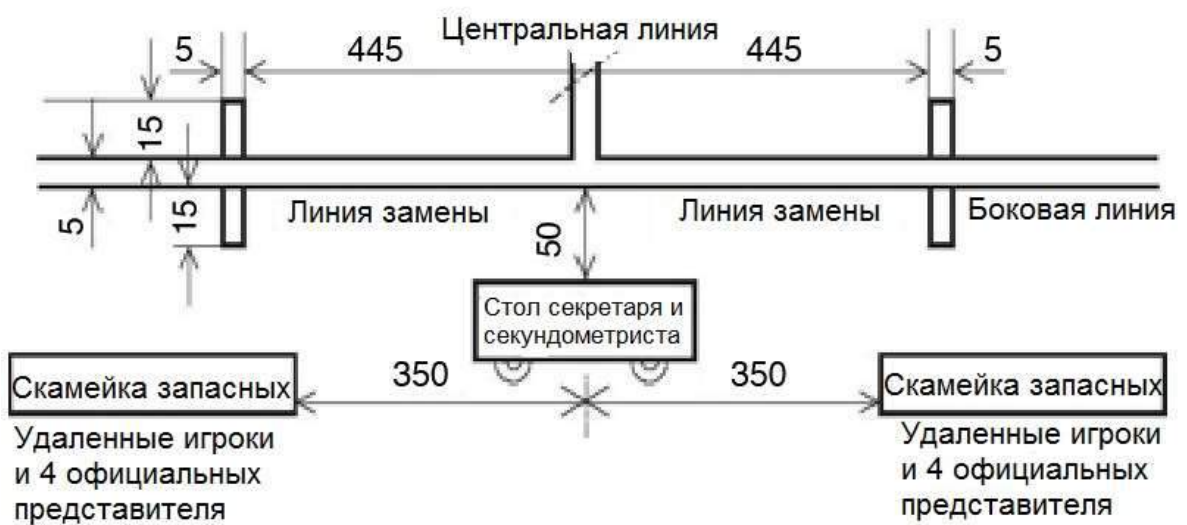 Центральная линия
5
445
445
5
15
5
15
Линия замены
50
Линия замены
Боковая линия
Стол секретаря и
секундометриста
350
350
Скамейка запасных
Скамейка запасных
Удаленные игроки
и 4 официальных
представителя
Удаленные игроки
и 4 официальных
представителя